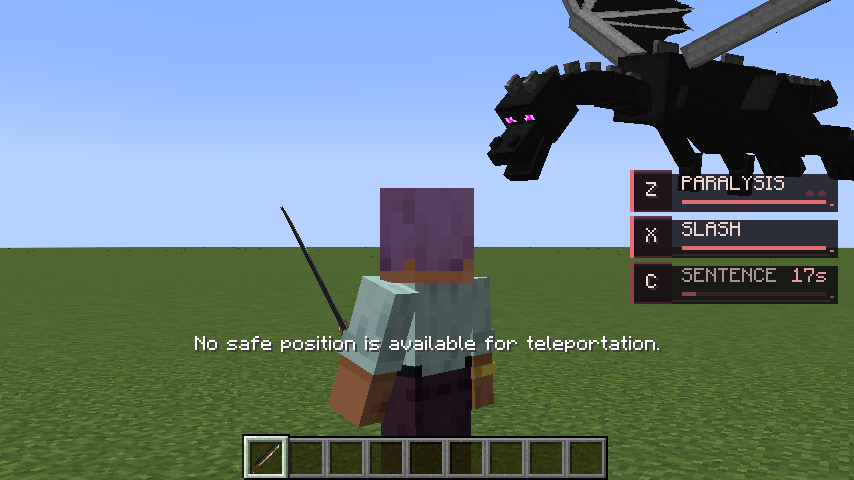 Z PARALYSIS
X SLASH
C SENTENCE 17s
No safe position is available for teleportation.